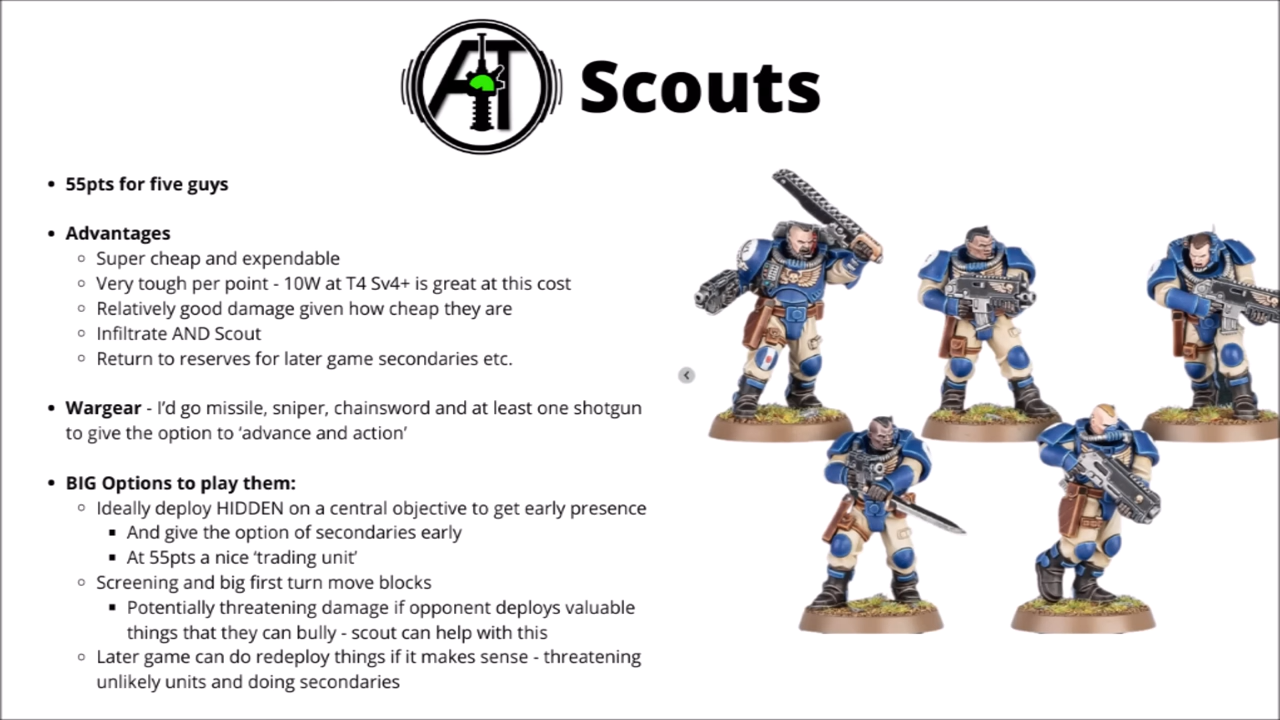 AT Scouts
• 55pts for five guys
• Advantages
◦ Super cheap and expendable
◦ Very tough per point - 10W at T4 Sv4+ is great at this cost
◦ Relatively good damage given how cheap they are
◦ Infiltrate AND Scout
◦ Return to reserves for later game secondaries etc.
• Wargear - I'd go missile, sniper, chainsword and at least one shotgun
to give the option to ‘advance and action’
• BIG Options to play them:
◦ Ideally deploy HIDDEN on a central objective to get early presence
▪ And give the option of secondaries early
▪ At 55pts a nice ‘trading unit’
◦ Screening and big first turn move blocks
▪ Potentially threatening damage if opponent deploys valuable
things that they can bully - scout can help with this
◦ Later game can do redeploy things if it makes sense - threatening
unlikely units and doing secondaries